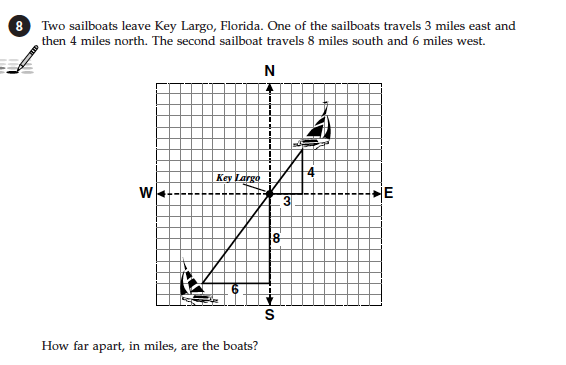 8 Two sailboats leave Key Largo, Florida. One of the sailboats travels 3 miles east and
then 4 miles north. The second sailboat travels 8 miles south and 6 miles west.
N
Key Largo
4
W
E
3
8
6
S
How far apart, in miles, are the boats?